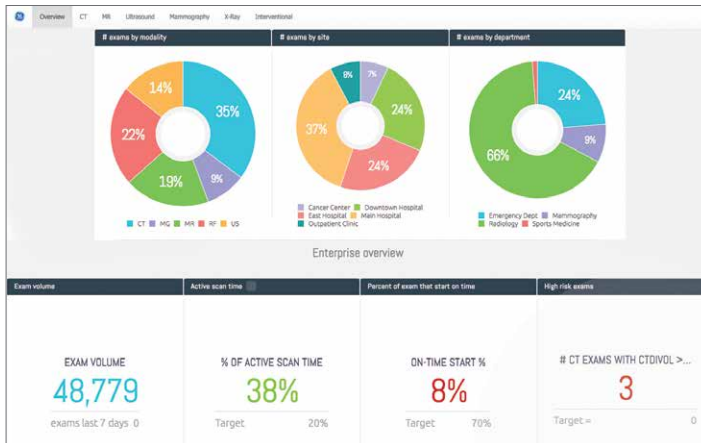 Overview CT MR Ultrasound Mammography X-Ray Interventional
# exams by modality
# exams by site
# exams by department
14%
35%
22%
19%
9%
8%
7%
37%
24%
24%
24%
66%
9%
CT MG MR RF US
Cancer Center Downtown Hospital
East Hospital Main Hospital
Outpatient Clinic
Emergency Dept Mammography
Radiology Sports Medicine
Enterprise overview
Exam volume
Active scan time
Percent of exam that start on time
High risk exams
EXAM VOLUME
48,779
exams last 7 days 0
% OF ACTIVE SCAN TIME
38%
Target 20%
ON-TIME START %
8%
Target 70%
# CT EXAMS WITH CTDIVOL >...
3
Target = 0